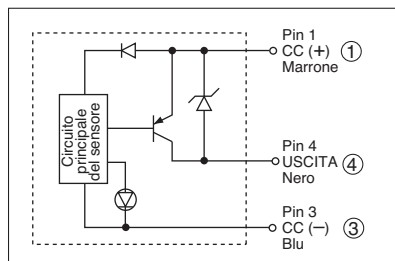 Pin 1
CC (+) ①
Marrone
Circuito
principale
del sensore
Pin 4
USCITA ④
Nero
Pin 3
CC (−) ③
Blu